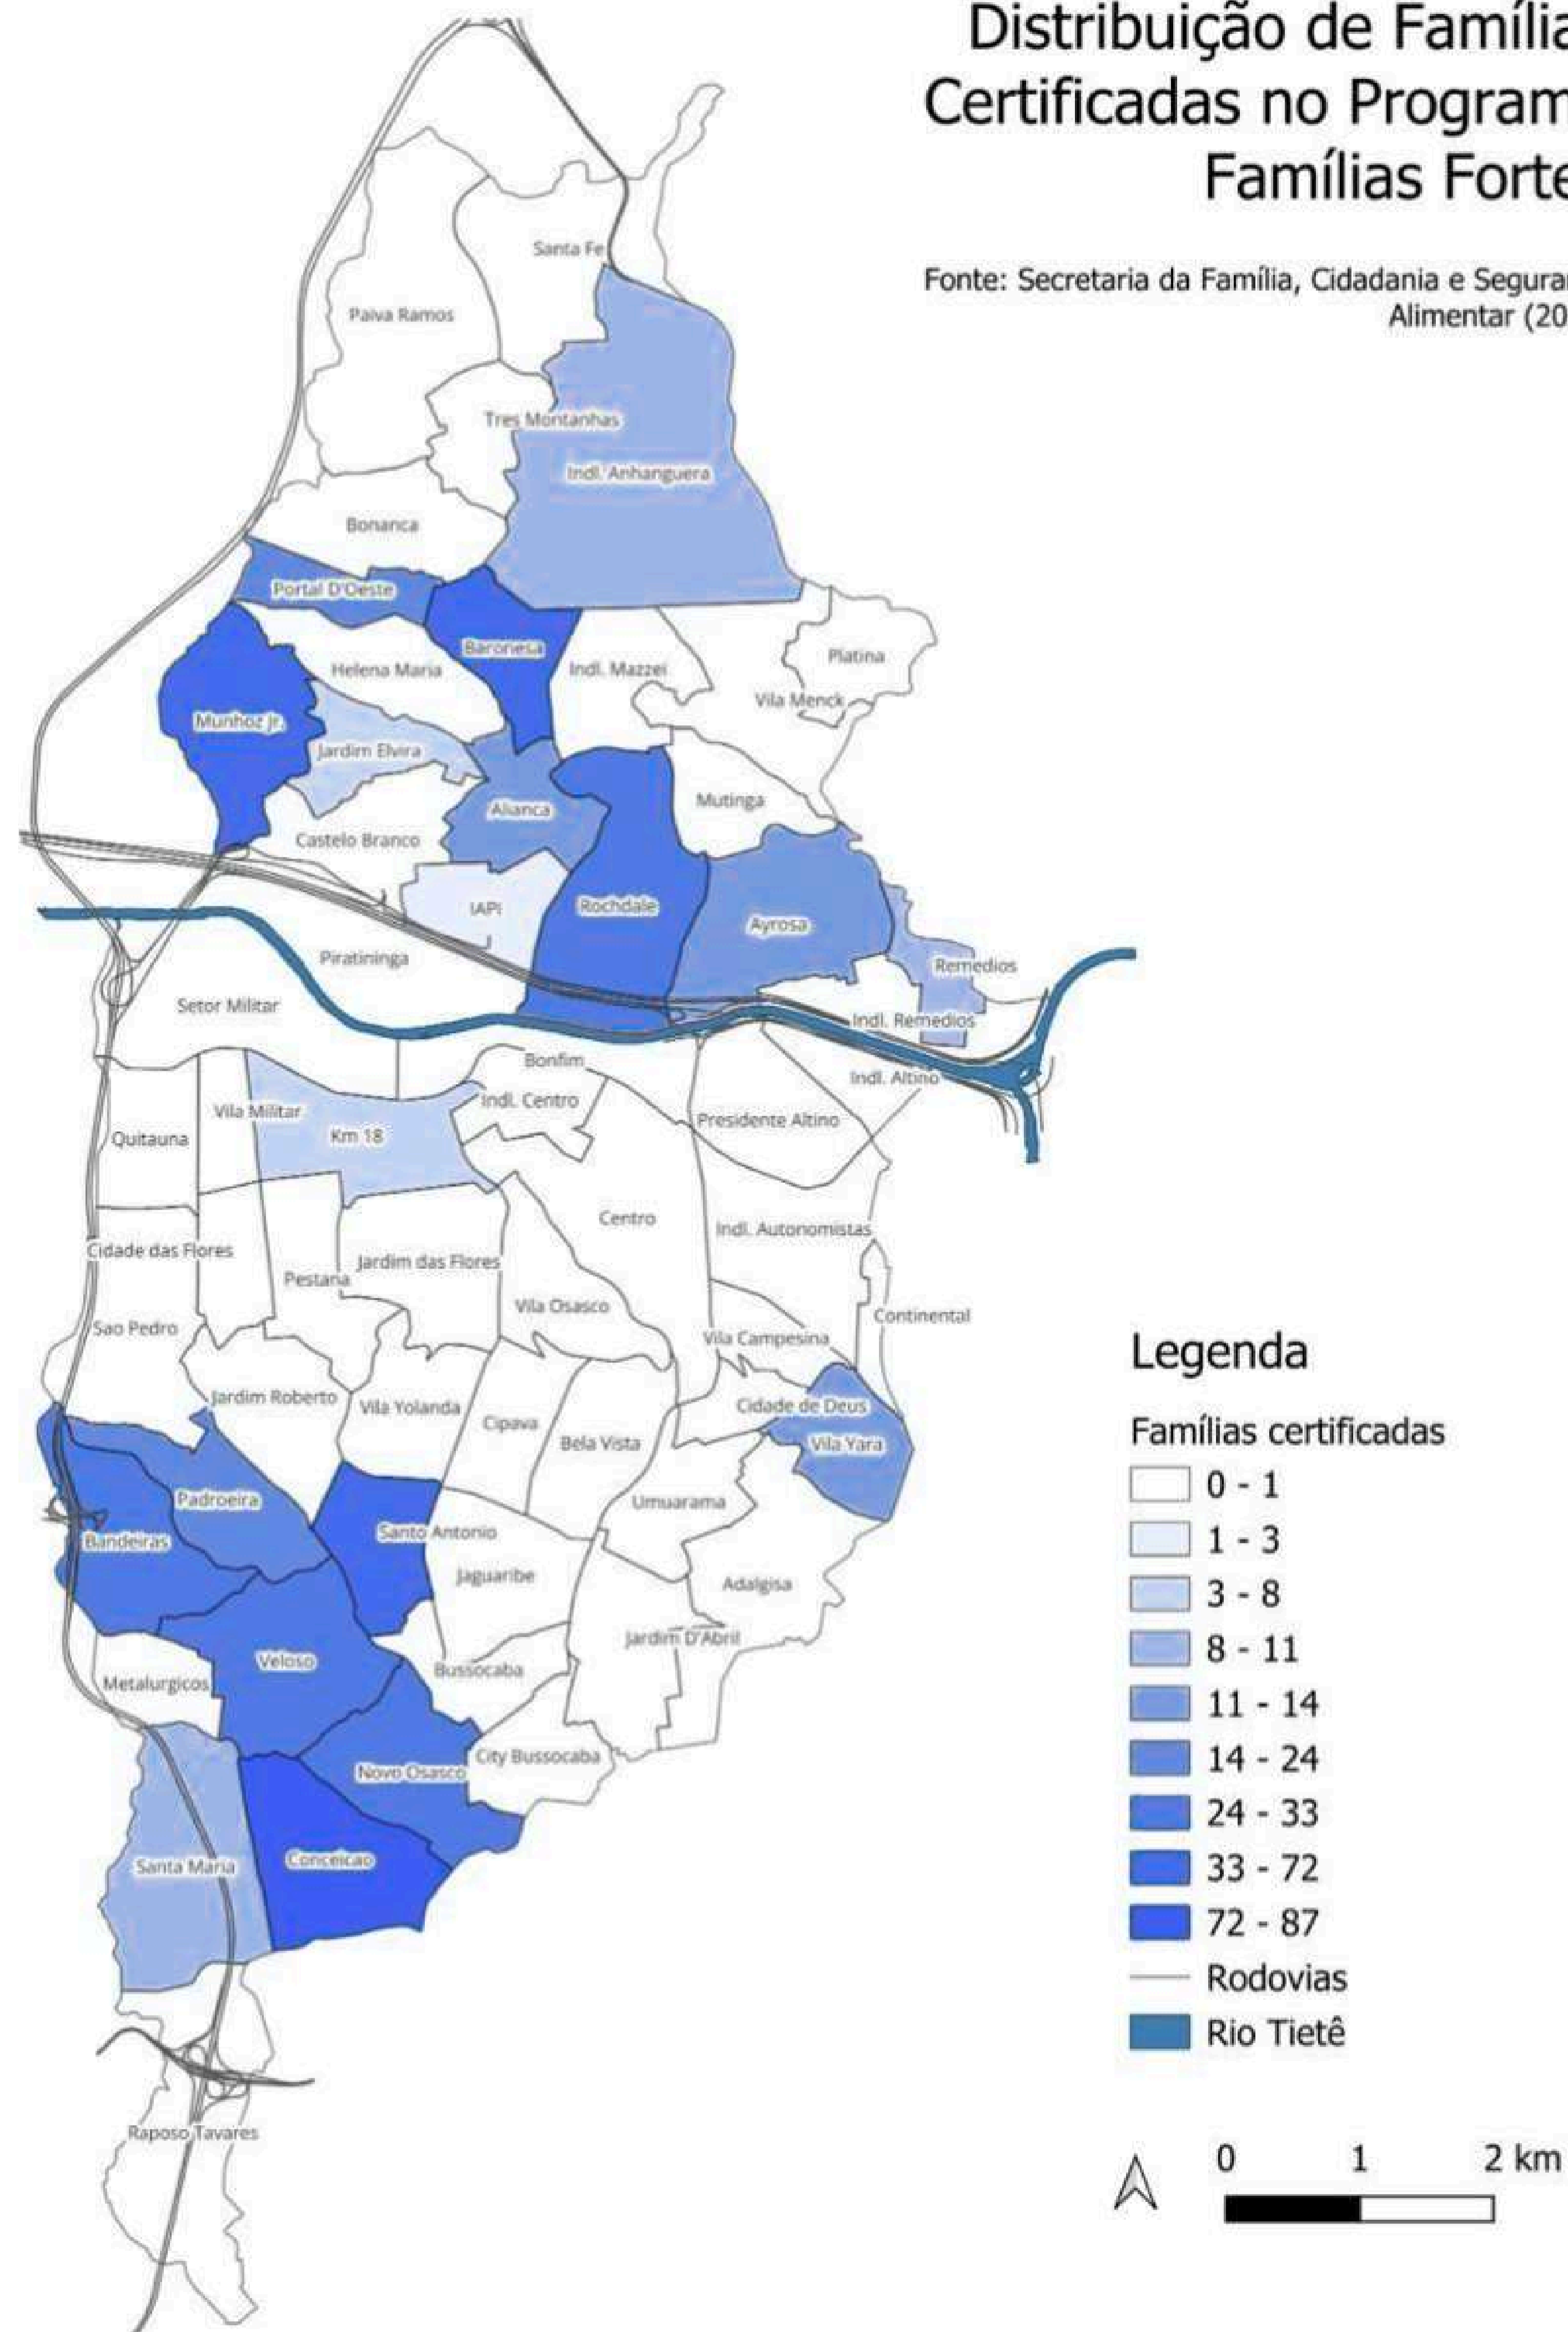 Distribuição de Família
Certificadas no Program
Famílias Forte
Fonte: Secretaria da Família, Cidadania e Seguran
Alimentar (20
Santa Fe
Paiva Ramos
Tres Montanhas
Indl. Anhanguera
Bonanca
Portal D'Oeste
Baronesa
Helena Maria
Indl. Mazzei
Platina
Vila Menck
Munhoz Jr.
Jardim Elvira
Mutinga
Alianca
Castelo Branco
IAPI
Rochdale
Ayrosa
Piratininga
Remedios
Setor Militar
Indl. Remedios
Bonfim
Indl. Altino
Indl. Centro
Vila Militar
Presidente Altino
Km 18
Quitauna
Centro
Indl. Autonomistas
Cidade das Flores
Jardim das Flores
Pestana
Vila Osasco
Continental
Sao Pedro
Vila Campesina
Jardim Roberto
Vila Yolanda
Cidade de Deus
Cipava
Bela Vista
Vila Yara
Padroeira
Umuarama
Santo Antonio
Bandeiras
Jaguaribe
Adalgisa
Jardim D'Abril
Veloso
Bussocaba
Metalurgicos
City Bussocaba
Novo Osasco
Santa Maria
Conceicao
Raposo Tavares
Legenda
Famílias certificadas
0 - 1
1 - 3
3 - 8
8 - 11
11 - 14
14 - 24
24 - 33
33 - 72
72 - 87
Rodovias
Rio Tietê
0 1 2 km